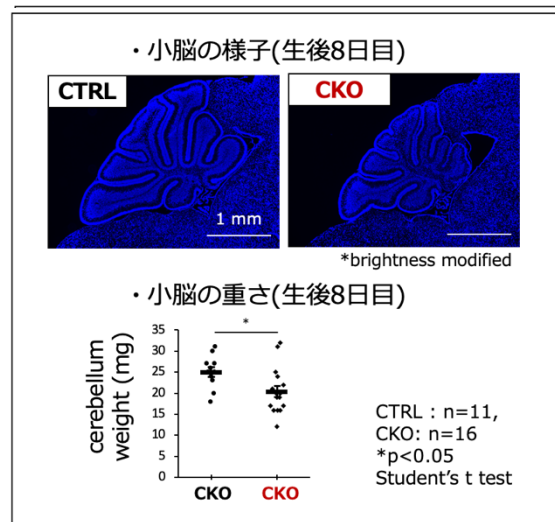 ・小脳の様子(生後8日目)
CTRL
CKO
1 mm
*brightness modified
・小脳の重さ(生後8日目)
*
35
30
25
20
15
10
5
0
cerebellum
weight (mg)
CKO
CKO
CTRL : n=11,
CKO: n=16
*p<0.05
Student’s t test